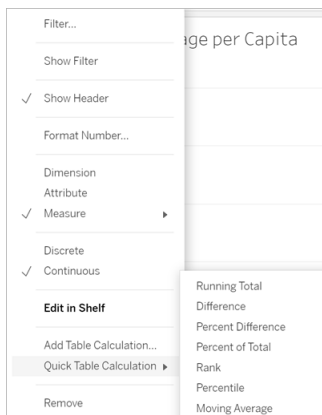 Filter...
age per Capita
Show Filter
Show Header
Format Number...
Dimension
Attribute
Measure
Discrete
Continuous
Edit in Shelf
Add Table Calculation...
Quick Table Calculation
Remove
Running Total
Difference
Percent Difference
Percent of Total
Rank
Percentile
Moving Average